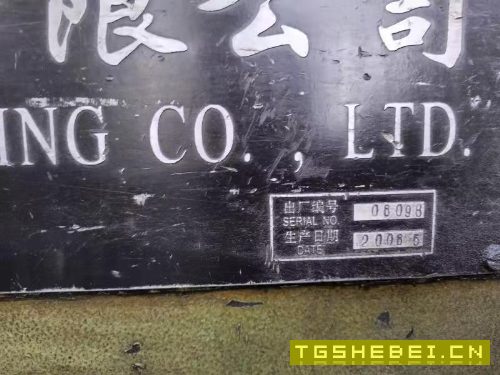 限公司
ING CO., LTD.
出厂编号 06098
SERIAL NO
生产日期 2006 6
DATE
TGSHEBEI.CN